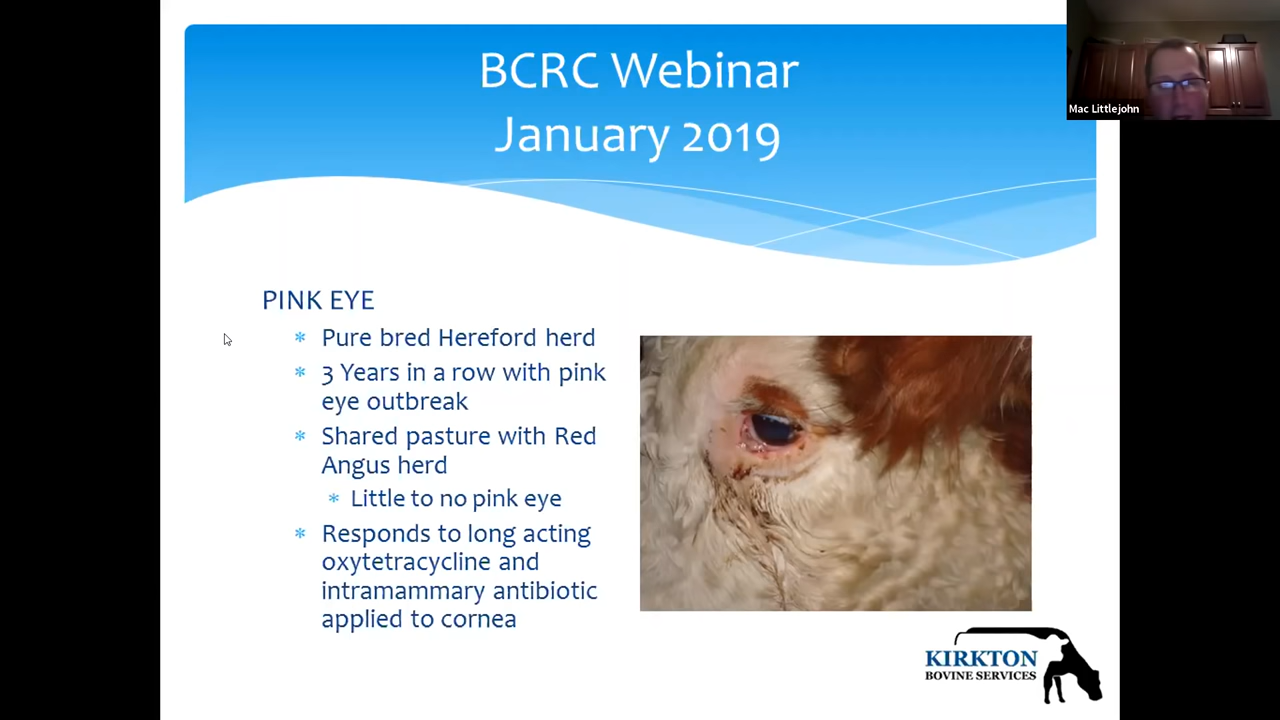 BCRC Webinar
January 2019
Mac Littlejohn
PINK EYE
Pure bred Hereford herd
3 Years in a row with pink
eye outbreak
Shared pasture with Red
Angus herd
Little to no pink eye
Responds to long acting
oxytetracycline and
intramammary antibiotic
applied to cornea
KIRKTON
BOVINE SERVICES